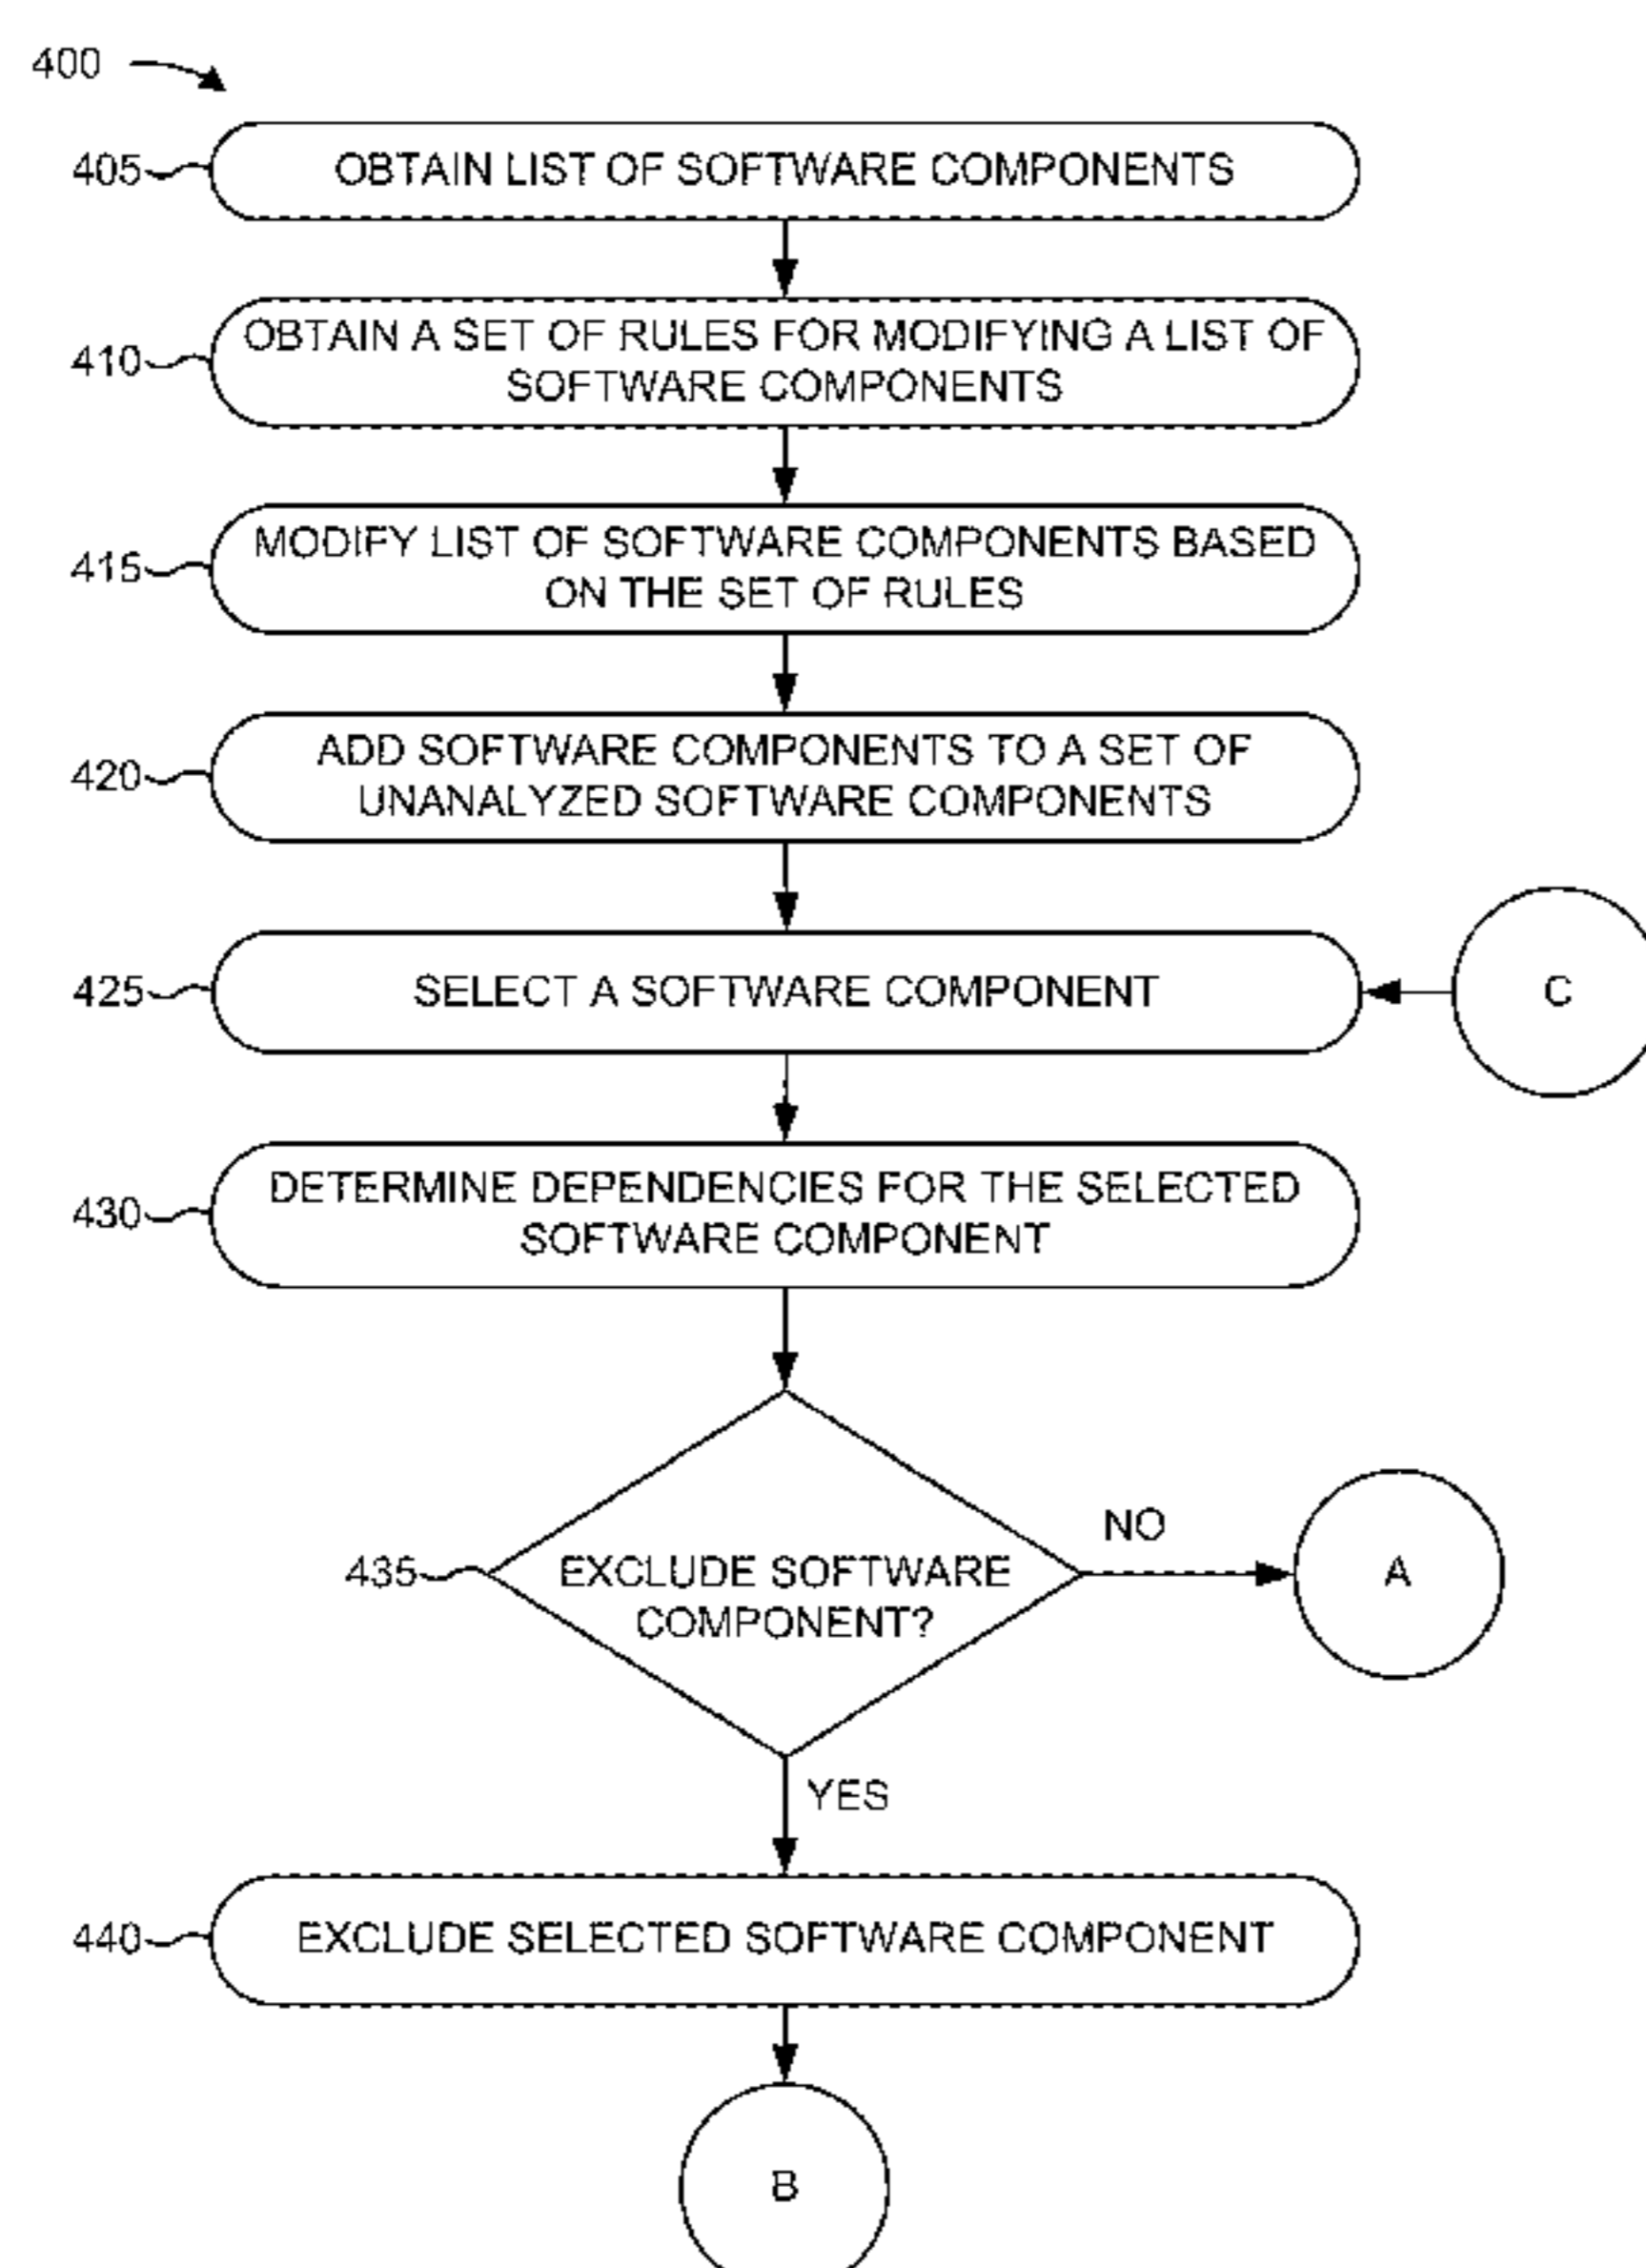 400
405
OBTAIN LIST OF SOFTWARE COMPONENTS
410
OBTAIN A SET OF RULES FOR MODIFYING A LIST OF
SOFTWARE COMPONENTS
415
MODIFY LIST OF SOFTWARE COMPONENTS BASED
ON THE SET OF RULES
420
ADD SOFTWARE COMPONENTS TO A SET OF
UNANALYZED SOFTWARE COMPONENTS
425
SELECT A SOFTWARE COMPONENT
C
430
DETERMINE DEPENDENCIES FOR THE SELECTED
SOFTWARE COMPONENT
435
EXCLUDE SOFTWARE
COMPONENT?
NO
A
YES
440
EXCLUDE SELECTED SOFTWARE COMPONENT
B